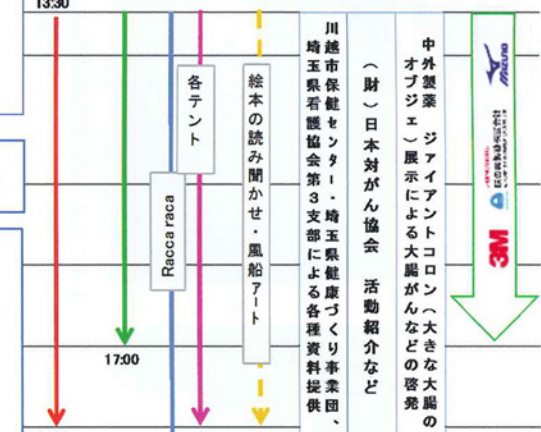 13:30
17:00
Racca raca
各テント
絵本の読み聞かせ・風船アート
川越市保健センター・埼玉県健康づくり事業団、
埼玉県看護協会第3支部による各種資料提供
（財）日本対がん協会　活動紹介など
中外製薬　ジャイアントコロン（大きな大腸の
オブジェ）展示による大腸がんなどの啓発
MIZUNO
3M